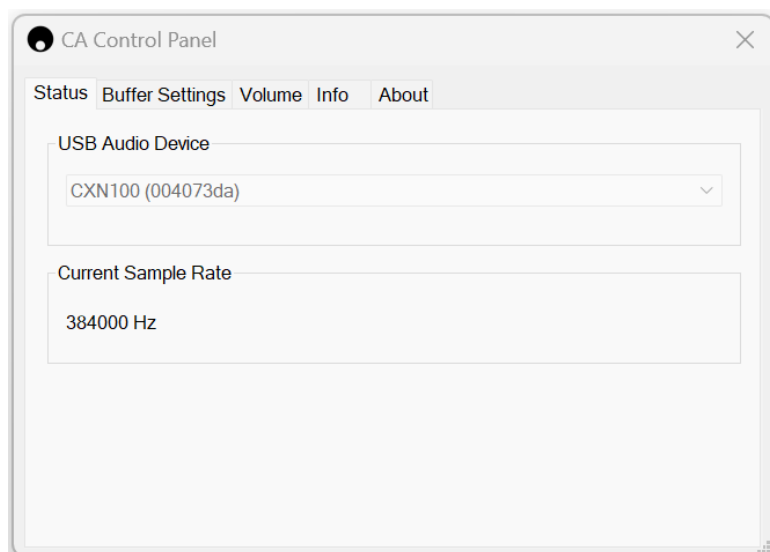 CA Control Panel
Status Buffer Settings Volume Info About
USB Audio Device
CXN100 (004073da)
Current Sample Rate
384000 Hz